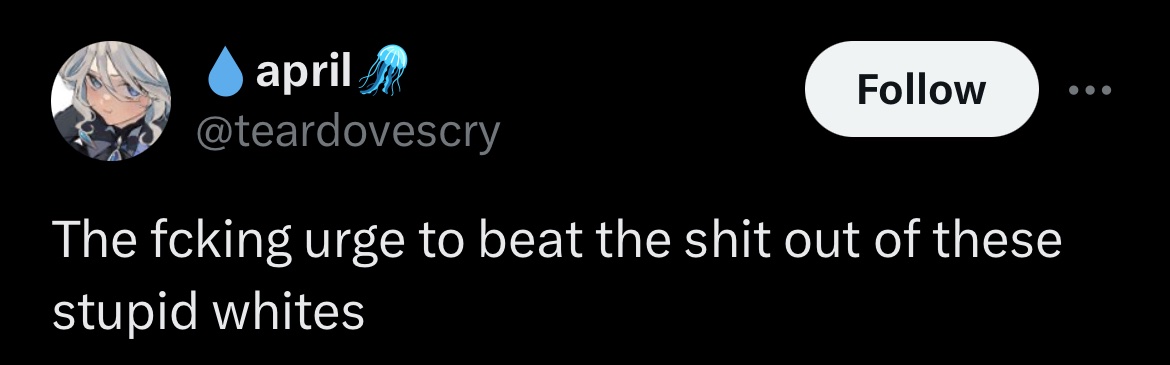 💧april🪼
Follow
@teardovescry
The fcking urge to beat the shit out of these
stupid whites